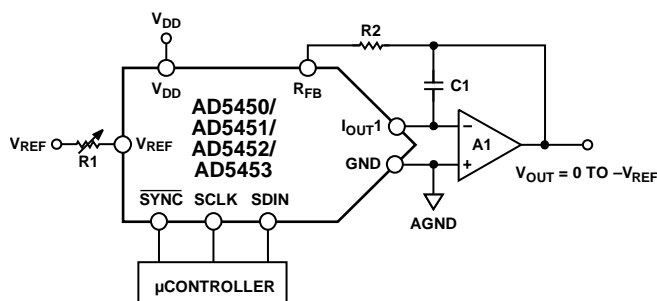 VDD
VDD
RFB
R2
C1
AD5450/
AD5451/
AD5452/
AD5453
VREF
R1
VREF
IOUT1
GND
A1
–
+
VOUT = 0 TO –VREF
AGND
SYNC SCLK SDIN
µCONTROLLER